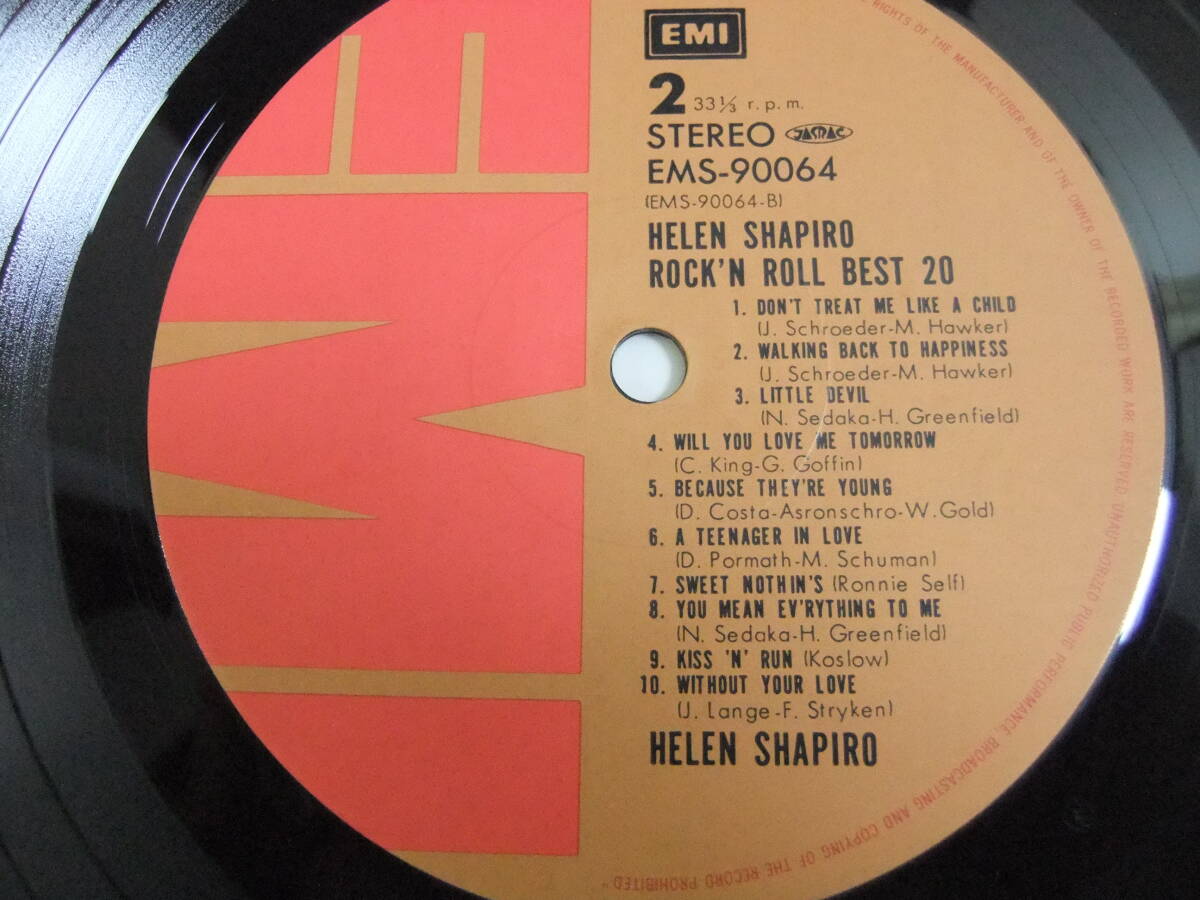 EMI
2 33⅓ r.p.m.
STEREO JASRAC
EMS-90064
(EMS-90064-B)
HELEN SHAPIRO
ROCK'N ROLL BEST 20
1. DON'T TREAT ME LIKE A CHILD
(J. Schroeder-M. Hawker)
2. WALKING BACK TO HAPPINESS
(J. Schroeder-M. Hawker)
3. LITTLE DEVIL
(N. Sedaka-H. Greenfield)
4. WILL YOU LOVE ME TOMORROW
(C. King-G. Goffin)
5. BECAUSE THEY'RE YOUNG
(D. Costa-Asronschro-W.Gold)
6. A TEENAGER IN LOVE
(D. Pormath-M. Schuman)
7. SWEET NOTHIN'S (Ronnie Self)
8. YOU MEAN EV'RYTHING TO ME
(N. Sedaka-H. Greenfield)
9. KISS 'N' RUN (Koslow)
10. WITHOUT YOUR LOVE
(J. Lange-F. Stryken)
HELEN SHAPIRO
RIGHTS OF THE MANUFACTURER AND OF THE OWNER OF THE RECORDED WORK ARE RESERVED UNAUTHORIZED PUBLIC PERFORMANCE, BROADCASTING AND COPYING OF THE RECORD PROHIBITED"